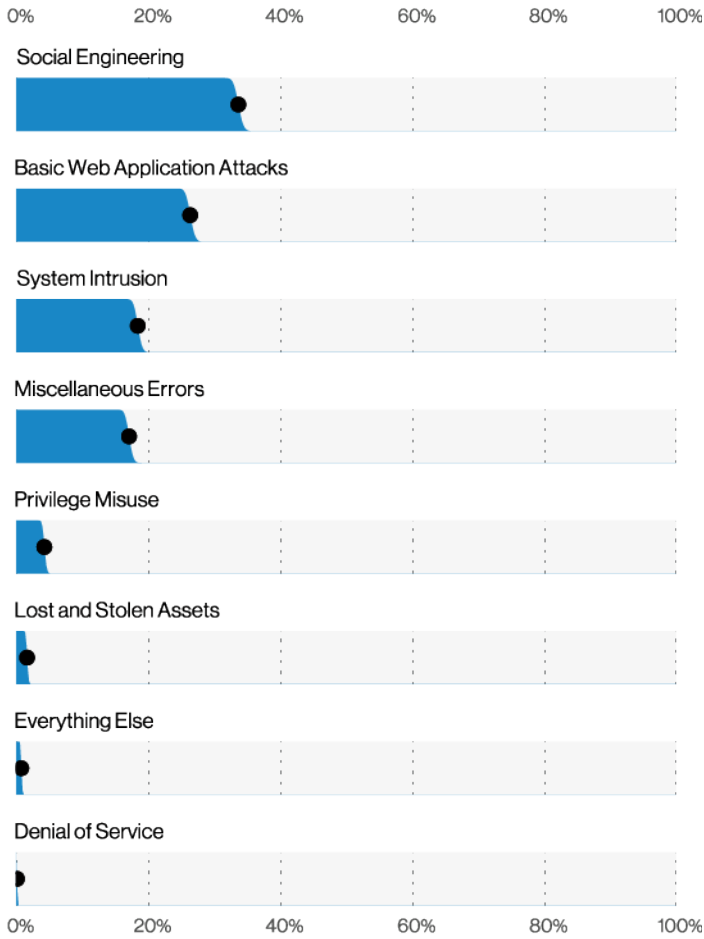 0% 20% 40% 60% 80% 100%
Social Engineering
Basic Web Application Attacks
System Intrusion
Miscellaneous Errors
Privilege Misuse
Lost and Stolen Assets
Everything Else
Denial of Service
0% 20% 40% 60% 80% 100%